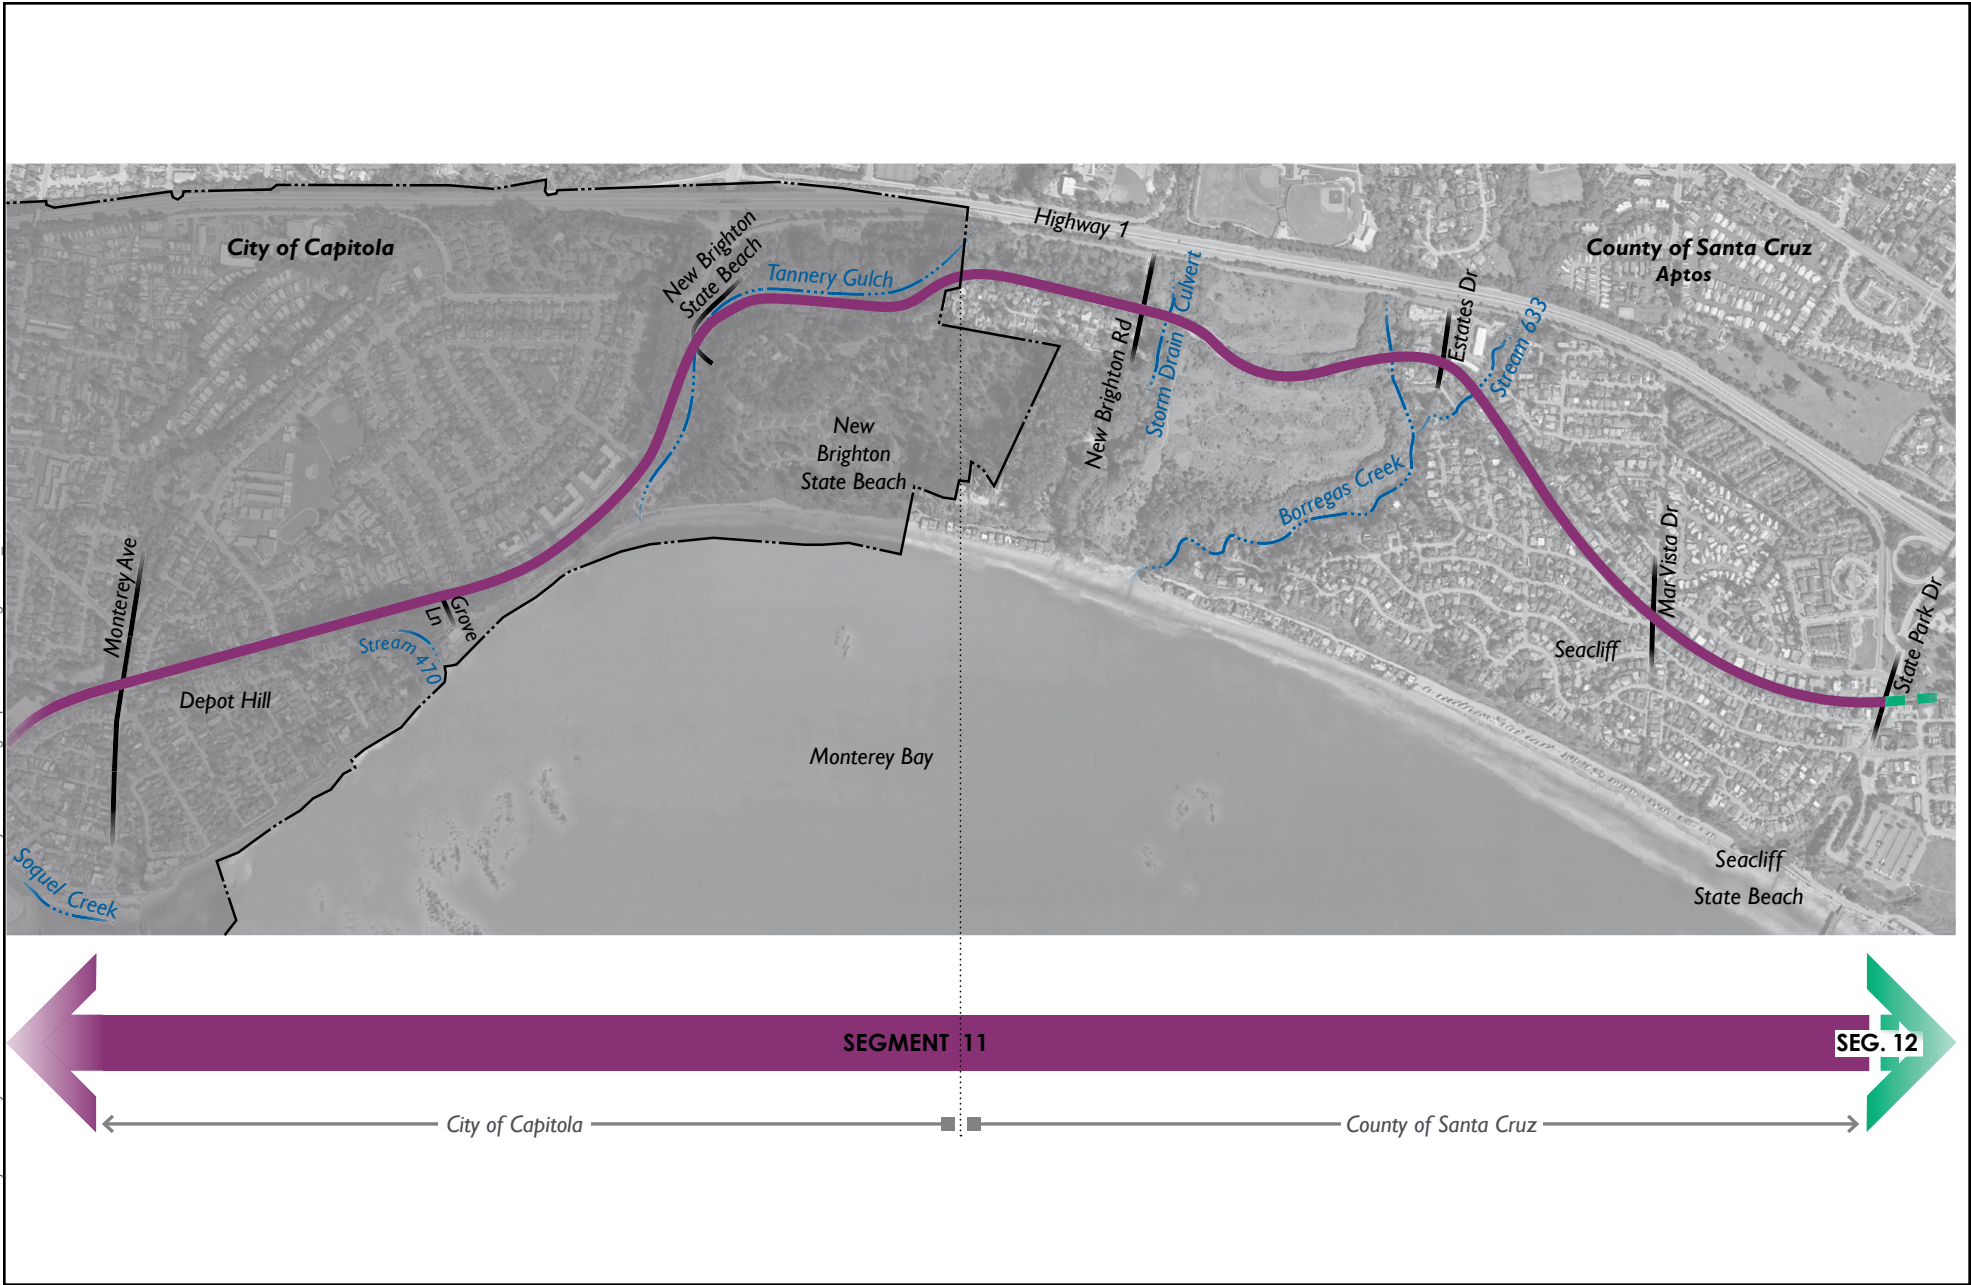 Highway 1
City of Capitola
County of Santa Cruz
Aptos
New Brighton
State Beach
Tannery Gulch
Storm Drain Culvert
New Brighton Rd
Estates Dr
Stream 633
New
Brighton
State Beach
Borregas Creek
Monterey Ave
Grove
Ln
Stream 470
Depot Hill
Mar Vista Dr
Seacliff
State Park Dr
Monterey Bay
Soquel Creek
Seacliff
State Beach
SEGMENT 11
SEG. 12
City of Capitola
County of Santa Cruz